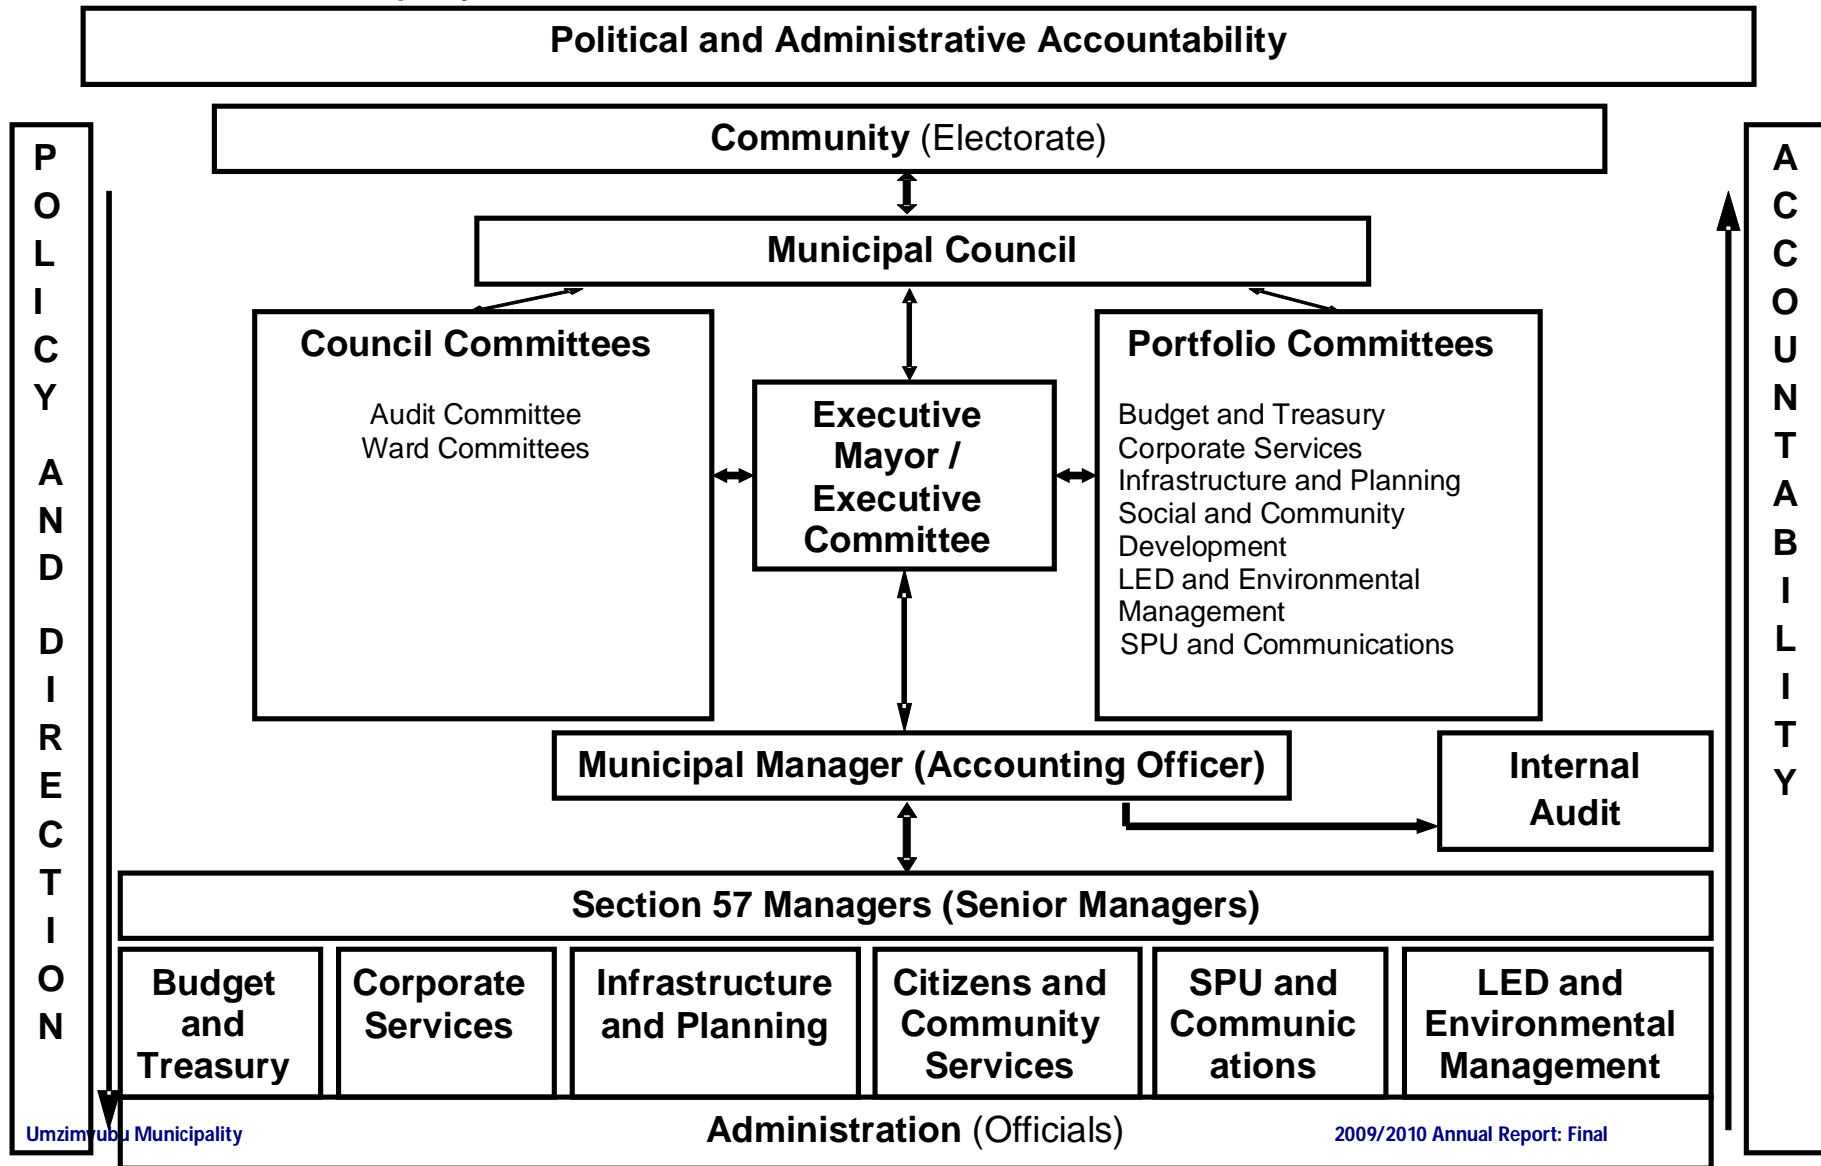 Political and Administrative Accountability
Community (Electorate)
Municipal Council
P
O
L
I
C
Y
A
N
D
D
I
R
E
C
T
I
O
N
Council Committees
Audit Committee
Ward Committees
Executive
Mayor /
Executive
Committee
Portfolio Committees
Budget and Treasury
Corporate Services
Infrastructure and Planning
Social and Community
Development
LED and Environmental
Management
SPU and Communications
A
C
C
O
U
N
T
A
B
I
L
I
T
Y
Municipal Manager (Accounting Officer)
Internal
Audit
Section 57 Managers (Senior Managers)
Budget
and
Treasury
Corporate
Services
Infrastructure
and Planning
Citizens and
Community
Services
SPU and
Communic
ations
LED and
Environmental
Management
Administration (Officials)
Umzimvubu Municipality
2009/2010 Annual Report: Final